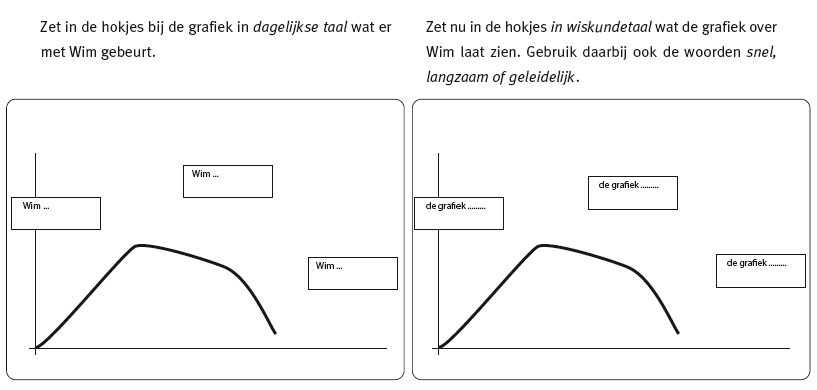 Zet in de hokjes bij de grafiek in dagelijkse taal wat er
met Wim gebeurt.
Wim ...
Wim ...
Wim ...
Zet nu in de hokjes in wiskundetaal wat de grafiek over
Wim laat zien. Gebruik daarbij ook de woorden snel,
langzaam of geleidelijk.
de grafiek .........
de grafiek .........
de grafiek .........